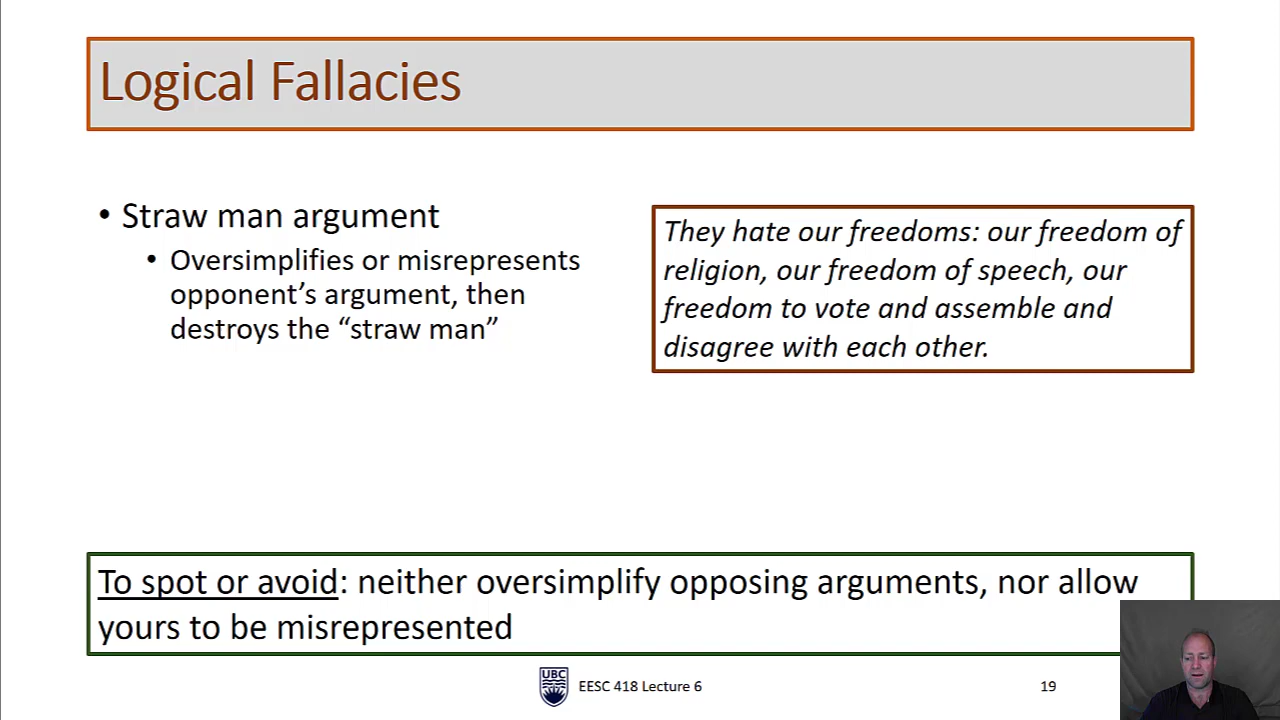 Logical Fallacies
• Straw man argument
• Oversimplifies or misrepresents
opponent’s argument, then
destroys the “straw man”
They hate our freedoms: our freedom of
religion, our freedom of speech, our
freedom to vote and assemble and
disagree with each other.
To spot or avoid: neither oversimplify opposing arguments, nor allow
yours to be misrepresented
UBC
EESC 418 Lecture 6
19